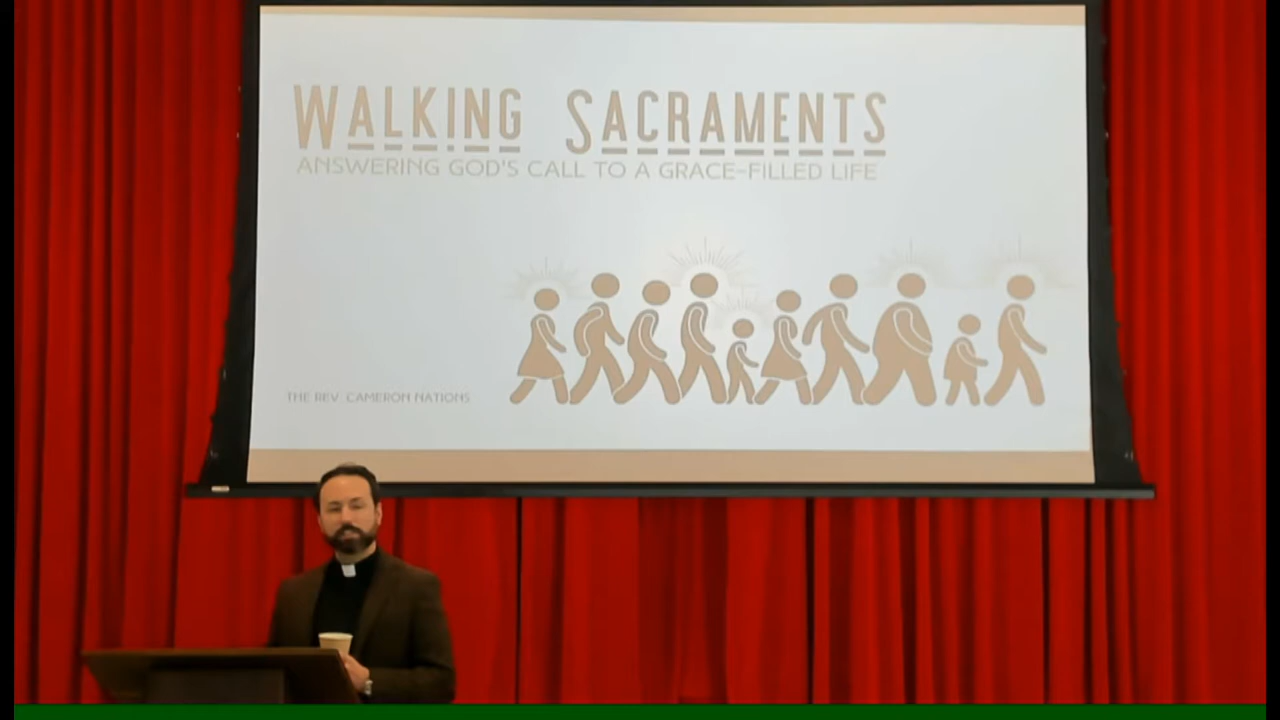 WALKING SACRAMENTS
ANSWERING GOD'S CALL TO A GRACE-FILLED LIFE
THE REV. CAMERON NATIONS